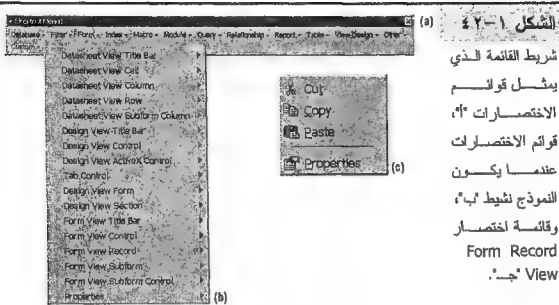 Shortcut Menus
(a)
Database Filter Form Index Macro Module Query Relationship Report Table View Design Other
Custom
Datasheet View Title Bar
Datasheet View Cell
Datasheet View Column
Datasheet View Row
Datasheet View Subform Column
Design View Title Bar
Design View Control
Design View ActiveX Control
Tab Control
Design View Form
Design View Section
Form View Title Bar
Form View Control
Form View Record
Form View Subform
Form View Subform Control
Properties
(b)
Cut
Copy
Paste
Properties
(c)
الشكل ١-٤٢
شريط القائمة الذي
يمثل قوائم
الاختصارات "أ"،
قوائم الاختصارات
عندما يكون
النموذج نشيط "ب"،
وقائمة اختصار
Form Record
View "جـ".